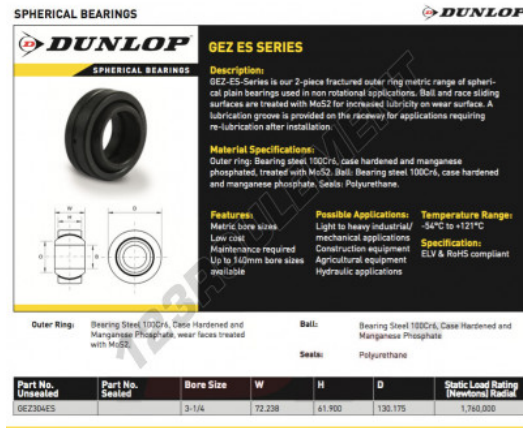 SPHERICAL BEARINGS
DUNLOP
DUNLOP
SPHERICAL BEARINGS
GEZ ES SERIES
Description:
GEZ-ES-Series is our 2-piece fractured outer ring metric range of spheri-
cal plain bearings used in non rotational applications. Ball and race sliding
surfaces are treated with MoS2 for increased lubricity on wear surface. A
lubrication groove is provided on the raceway for applications requiring
re-lubrication after installation.
Material Specifications:
Outer ring: Bearing steel 100Cr6, case hardened and manganese
phosphated, treated with MoS2. Ball: Bearing steel 100Cr6, case hardened
and manganese phosphate. Seals: Polyurethane.
W
H
D
Features:
Metric bore sizes
Low cost
Maintenance required
Up to 140mm bore sizes
available
Possible Applications:
Light to heavy industrial/
mechanical applications
Construction equipment
Agricultural equipment
Hydraulic applications
Temperature Range:
-54°C to +121°C
Specification:
ELV & RoHS compliant
123ROULEMENT
Outer Ring: Bearing Steel 100Cr6, Case Hardened and
Manganese Phosphate, wear faces treated
with MoS2.
Ball: Bearing Steel 100Cr6, Case Hardened and
Manganese Phosphate
Seals: Polyurethane
Part No. Unsealed Part No. Sealed Bore Size W H D Static Load Rating (Newtons) Radial
GEZ304ES 3-1/4 72.238 61.900 130.175 1,760,000